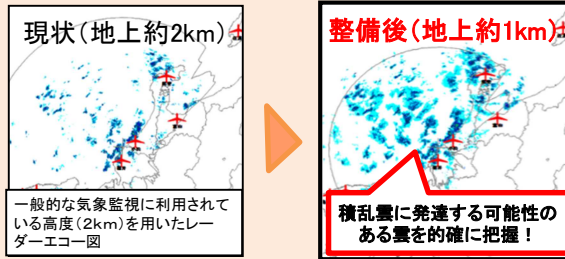 現状(地上約2km)
一般的な気象監視に利用されて
いる高度(2km)を用いたレー
ダーエコー図
整備後(地上約1km)
積乱雲に発達する可能性の
ある雲を的確に把握！